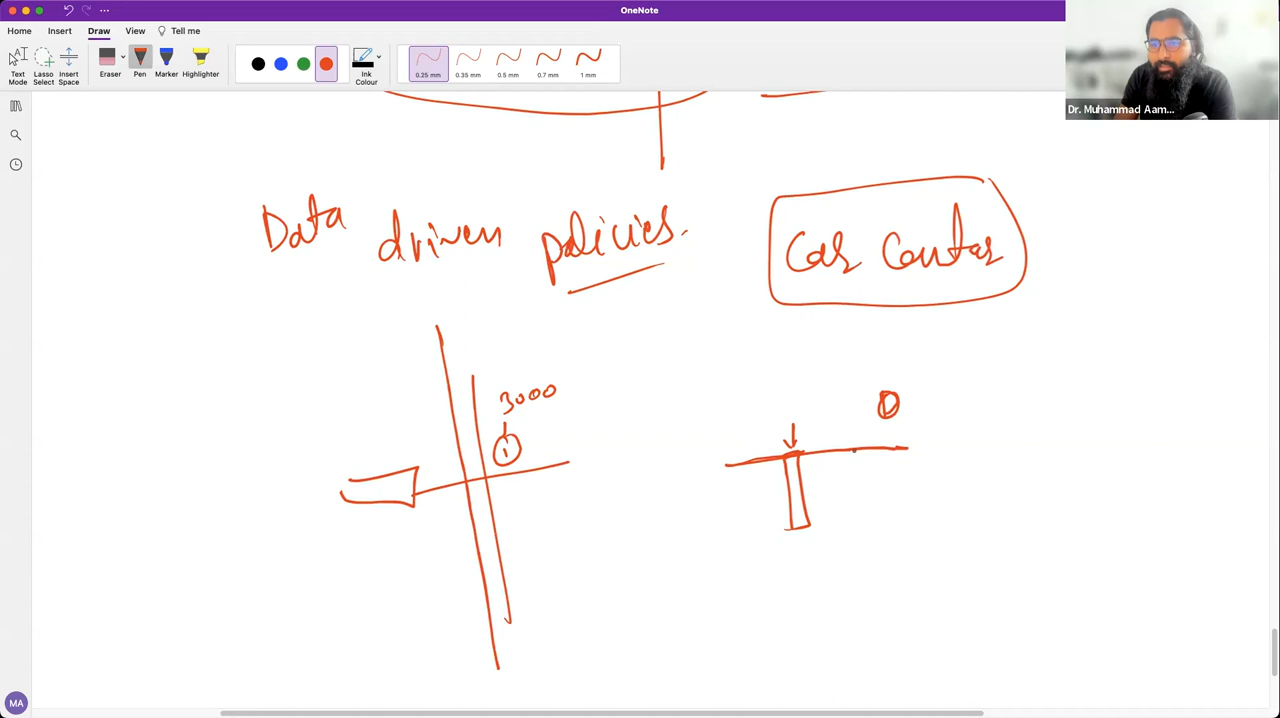 OneNote
Home Insert Draw View Tell me
Text Mode
Lasso Select
Insert Space
Eraser
Pen
Marker
Highlighter
Ink Colour
0.25 mm
0.35 mm
0.5 mm
0.7 mm
1 mm
Dr. Muhammad Aam...
Data driven policies.
Car Counter
3000
1
0
MA